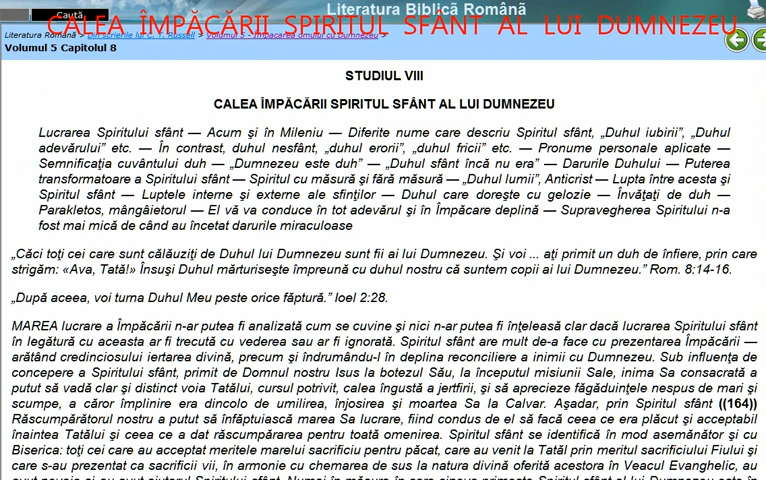 Literatura Biblică Română
Caută
CALEA ÎMPĂCĂRII SPIRITUL SFÂNT AL LUI DUMNEZEU
Literatura Română > Din scrierile lui C. T. Russell > Volumul 5 - Împăcarea omului cu Dumnezeu >
Volumul 5 Capitolul 8
STUDIUL VIII
CALEA ÎMPĂCĂRII SPIRITUL SFÂNT AL LUI DUMNEZEU
Lucrarea Spiritului sfânt — Acum şi în Mileniu — Diferite nume care descriu Spiritul sfânt, „Duhul iubirii”, „Duhul
adevărului” etc. — În contrast, duhul nesfânt, „duhul erorii”, „duhul fricii” etc. — Pronume personale aplicate —
Semnificaţia cuvântului duh — „Dumnezeu este duh” — „Duhul sfânt încă nu era” — Darurile Duhului — Puterea
transformatoare a Spiritului sfânt — Spiritul cu măsură şi fără măsură — „Duhul lumii”, Anticrist — Lupta între acesta şi
Spiritul sfânt — Luptele interne şi externe ale sfinţilor — Duhul care doreşte cu gelozie — Învăţaţi de duh —
Parakletos, mângâietorul — El vă va conduce în tot adevărul şi în Împăcare deplină — Supravegherea Spiritului n-a
fost mai mică de când au încetat darurile miraculoase
„Căci toţi cei care sunt călăuziţi de Duhul lui Dumnezeu sunt fii ai lui Dumnezeu. Şi voi ... aţi primit un duh de înfiere, prin care
strigăm: «Ava, Tată!» Însuşi Duhul mărturiseşte împreună cu duhul nostru că suntem copii ai lui Dumnezeu.” Rom. 8:14-16.
„După aceea, voi turna Duhul Meu peste orice făptură.” Ioel 2:28.
MAREA lucrare a Împăcării n-ar putea fi analizată cum se cuvine şi nici n-ar putea fi înţeleasă clar dacă lucrarea Spiritului sfânt
în legătură cu aceasta ar fi trecută cu vederea sau ar fi ignorată. Spiritul sfânt are mult de-a face cu prezentarea Împăcării —
arătând credinciosului iertarea divină, precum şi îndrumându-l în deplina reconciliere a inimii cu Dumnezeu. Sub influenţa de
concepere a Spiritului sfânt, primit de Domnul nostru Isus la botezul Său, la începutul misiunii Sale, inima Sa consacrată a
putut să vadă clar şi distinct voia Tatălui, cursul potrivit, calea îngustă a jertfirii, şi să aprecieze făgăduinţele nespus de mari şi
scumpe, a căror împlinire era dincolo de umilirea, înjosirea şi moartea Sa la Calvar. Aşadar, prin Spiritul sfânt ((164))
Răscumpărătorul nostru a putut să înfăptuiască marea Sa lucrare, fiind condus de el să facă ceea ce era plăcut şi acceptabil
înaintea Tatălui şi ceea ce a dat răscumpărarea pentru toată omenirea. Spiritul sfânt se identifică în mod asemănător şi cu
Biserica: toţi cei care au acceptat meritele marelui sacrificiu pentru păcat, care au venit la Tatăl prin meritul sacrificiului Fiului şi
care s-au prezentat ca sacrificii vii, în armonie cu chemarea de sus la natura divină oferită acestora în Veacul Evanghelic, au